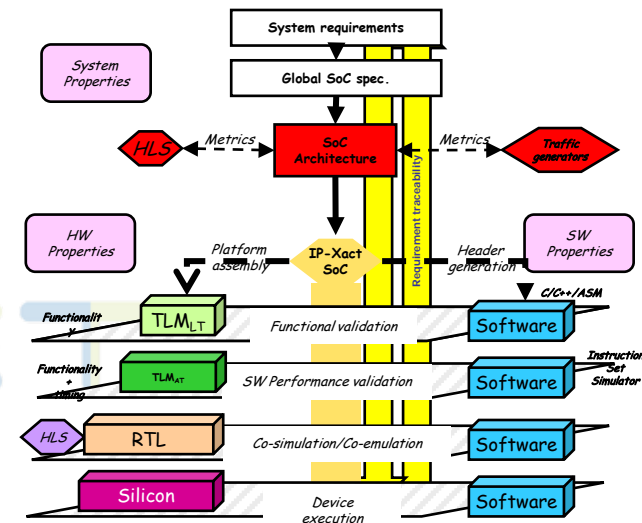 System requirements
System
Properties
Global SoC spec.
HLS
Metrics
SoC
Architecture
Metrics
Traffic
generators
Requirement traceability
HW
Properties
Platform
assembly
IP-Xact
SoC
Header
generation
SW
Properties
C/C++/ASM
Functionalit
y
TLMLT
Functional validation
Software
Functionality
+
timing
TLMAT
SW Performance validation
Software
Instruction
Set
Simulator
HLS
RTL
Co-simulation/Co-emulation
Software
Silicon
Device
execution
Software